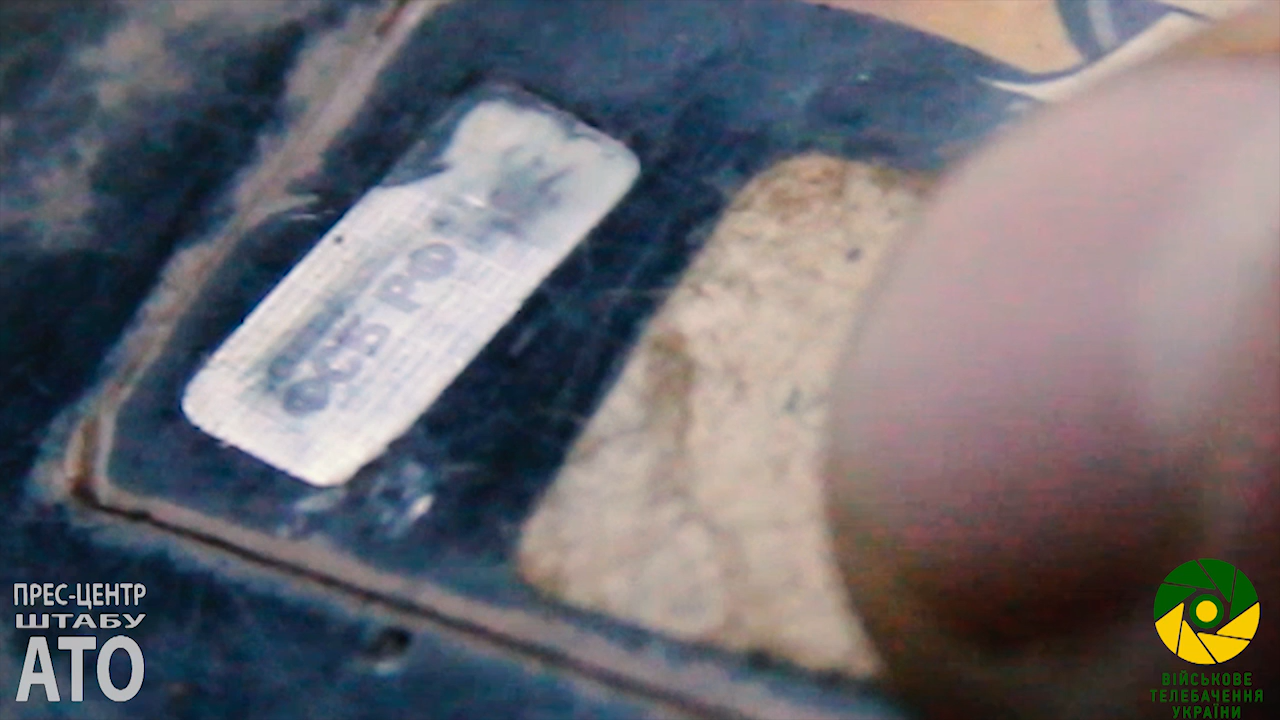 ФСБ РФ
ПРЕС-ЦЕНТР
ШТАБУ
АТО
ВІЙСЬКОВЕ
ТЕЛЕБАЧЕННЯ
УКРАЇНИ